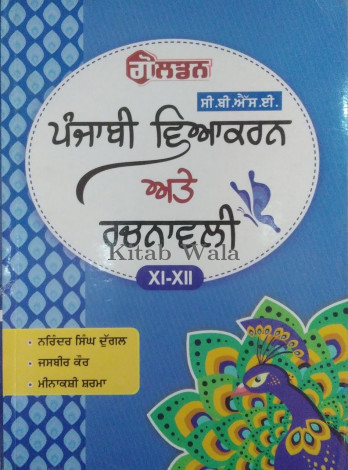 ਗੋਲਡਨ
ਸੀ.ਬੀ.ਐੱਸ.ਈ.
ਪੰਜਾਬੀ ਵਿਆਕਰਨ
ਅਤੇ
ਰਚਨਾਵਲੀ
Kitab Wala
XI-XII
• ਨਰਿੰਦਰ ਸਿੰਘ ਦੁੱਗਲ
• ਜਸਬੀਰ ਕੌਰ
• ਮੀਨਾਕਸ਼ੀ ਸ਼ਰਮਾ